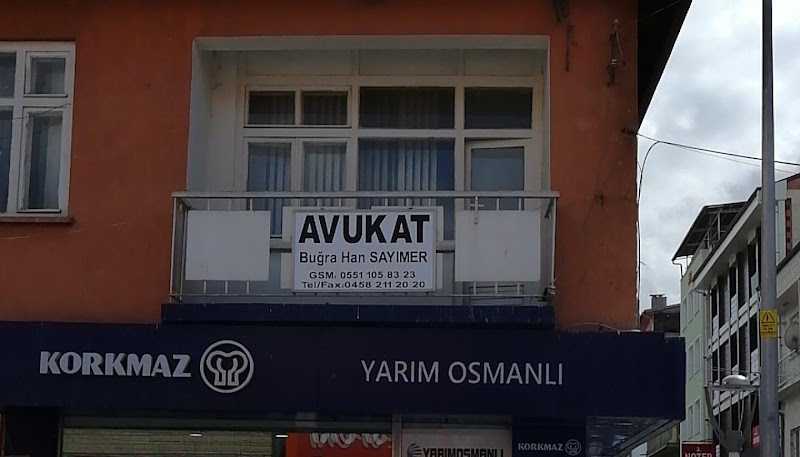 AVUKAT
Buğra Han SAYIMER
GSM: 0551 105 83 23
Tel/Fax:0458 211 20 20
KORKMAZ
YARIM OSMANLI
YARIMOSMANLI
KORKMAZ
NOTER